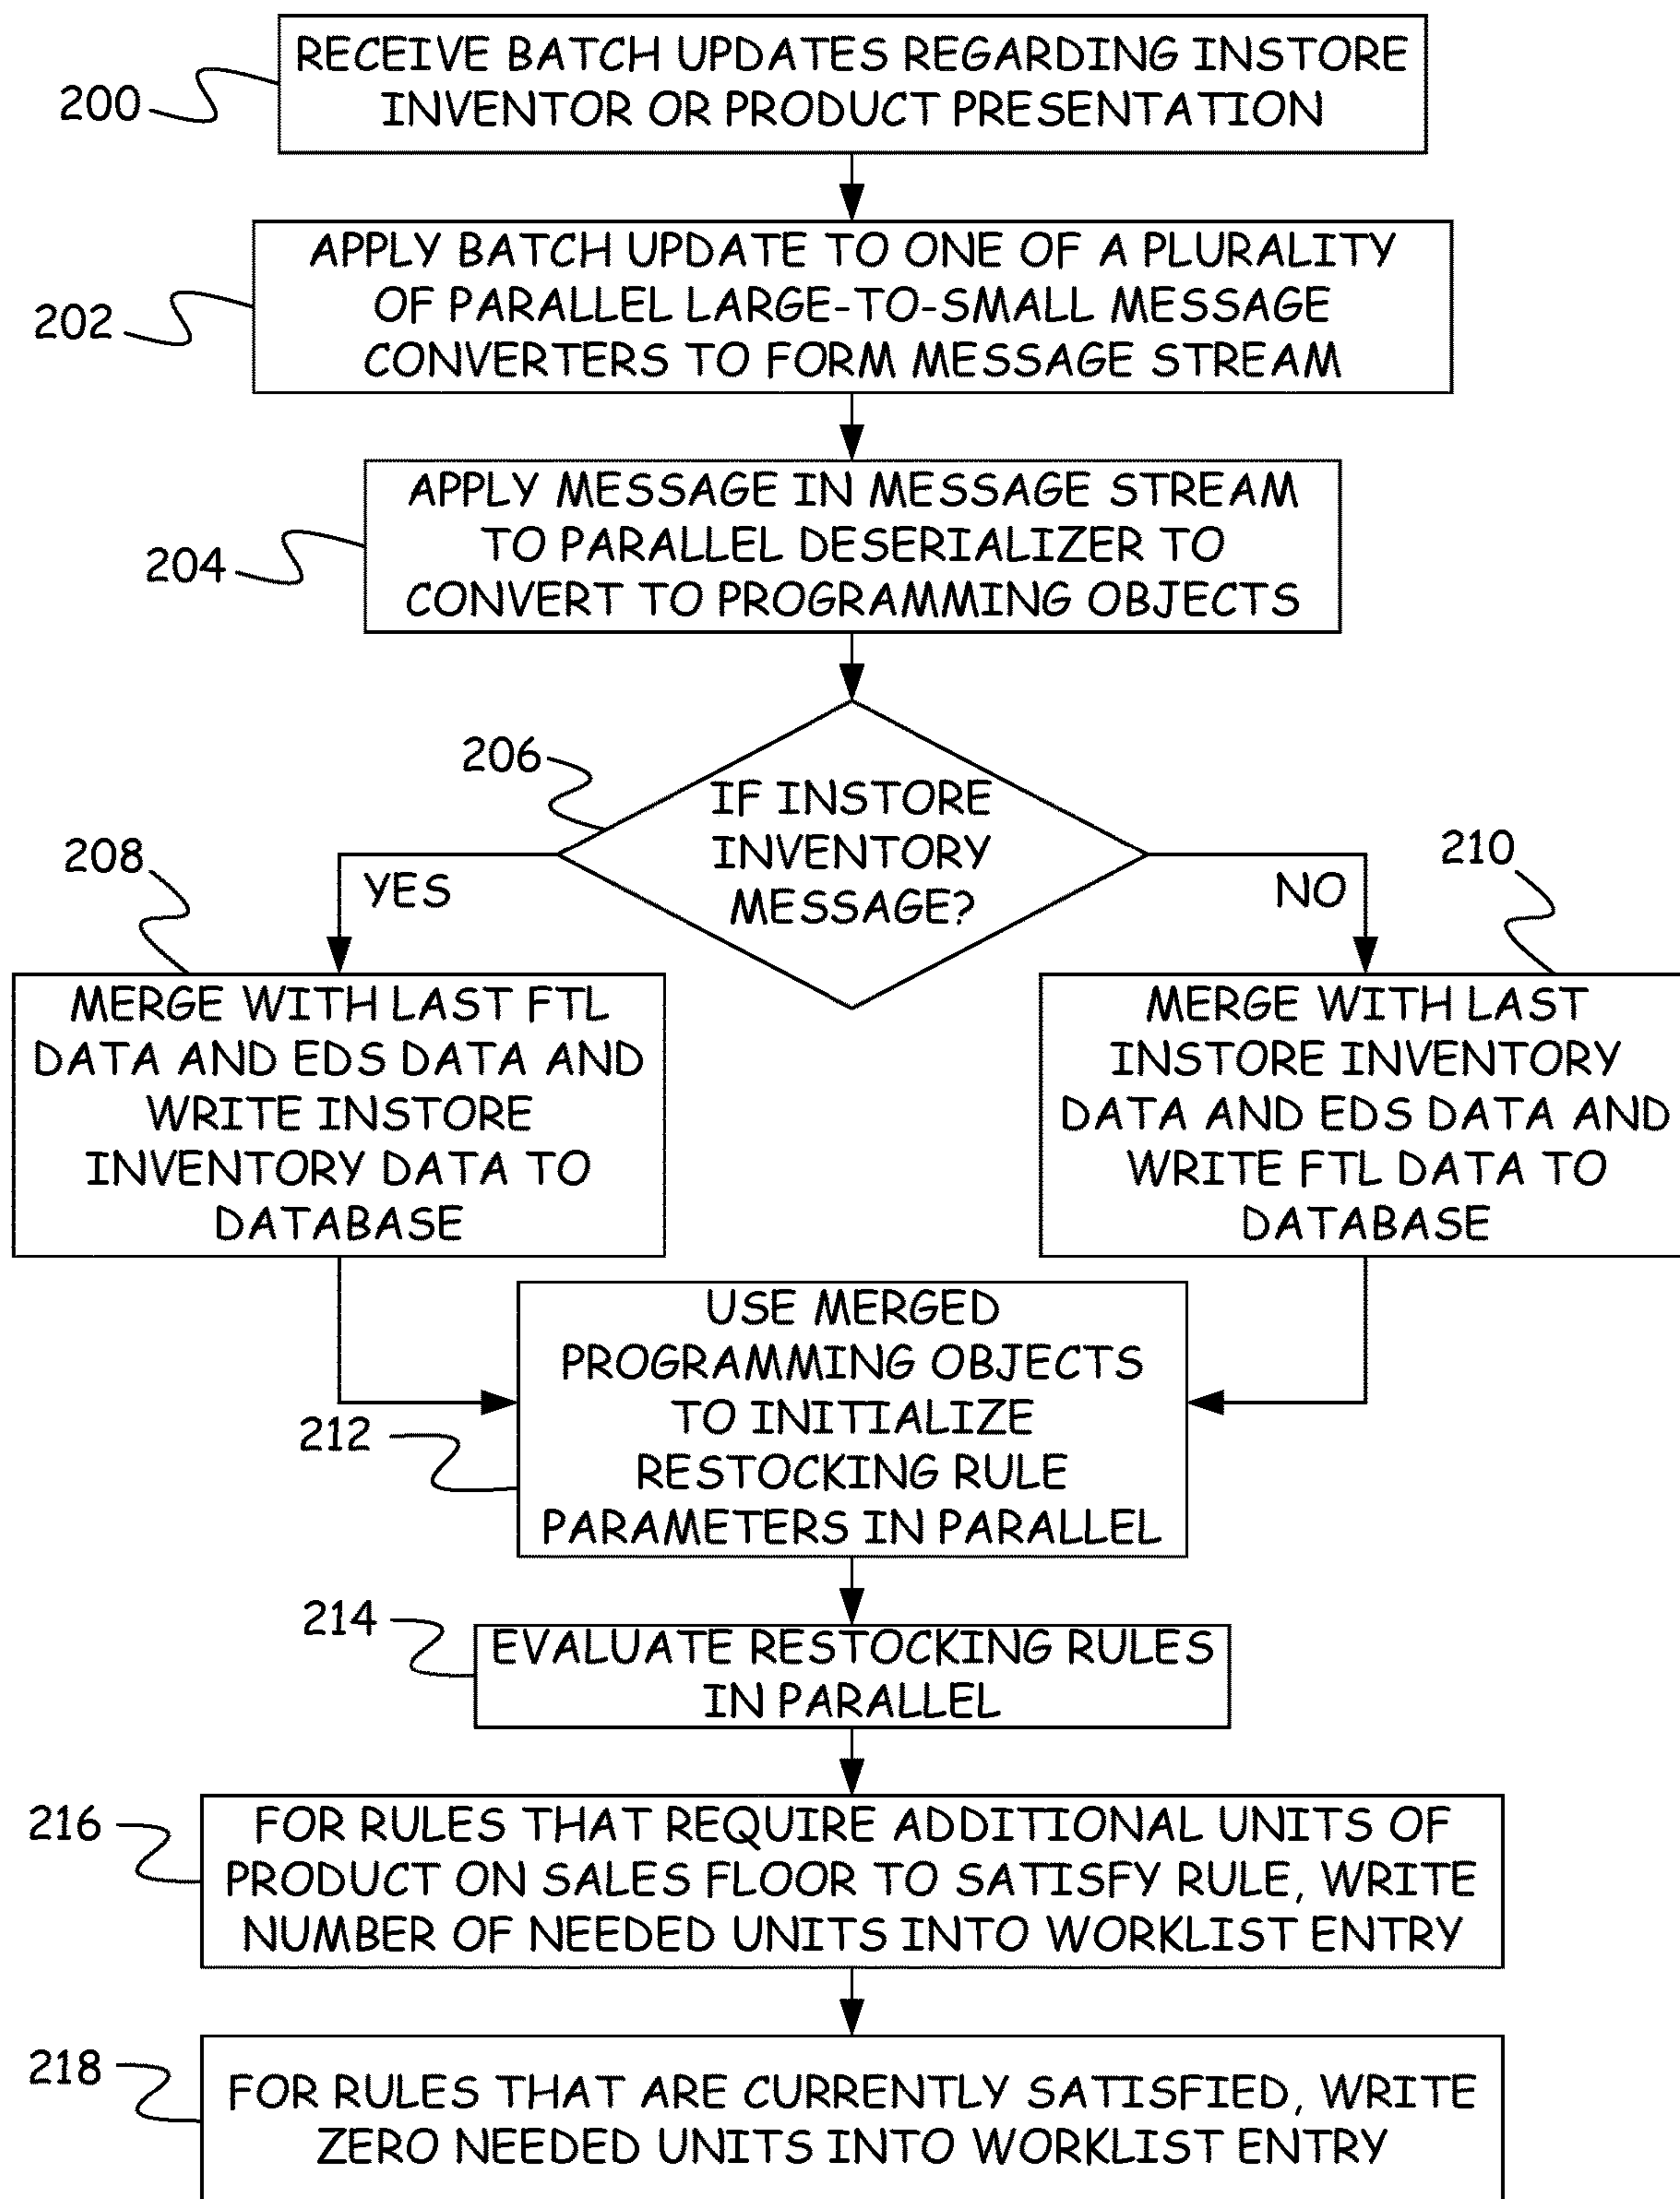 RECEIVE BATCH UPDATES REGARDING INSTORE
INVENTOR OR PRODUCT PRESENTATION
200
APPLY BATCH UPDATE TO ONE OF A PLURALITY
OF PARALLEL LARGE-TO-SMALL MESSAGE
CONVERTERS TO FORM MESSAGE STREAM
202
APPLY MESSAGE IN MESSAGE STREAM
TO PARALLEL DESERIALIZER TO
CONVERT TO PROGRAMMING OBJECTS
204
206
IF INSTORE
INVENTORY
MESSAGE?
208
YES
NO
210
MERGE WITH LAST FTL
DATA AND EDS DATA AND
WRITE INSTORE
INVENTORY DATA TO
DATABASE
MERGE WITH LAST
INSTORE INVENTORY
DATA AND EDS DATA AND
WRITE FTL DATA TO
DATABASE
USE MERGED
PROGRAMMING OBJECTS
TO INITIALIZE
RESTOCKING RULE
PARAMETERS IN PARALLEL
212
214
EVALUATE RESTOCKING RULES
IN PARALLEL
216
FOR RULES THAT REQUIRE ADDITIONAL UNITS OF
PRODUCT ON SALES FLOOR TO SATISFY RULE, WRITE
NUMBER OF NEEDED UNITS INTO WORKLIST ENTRY
218
FOR RULES THAT ARE CURRENTLY SATISFIED, WRITE
ZERO NEEDED UNITS INTO WORKLIST ENTRY